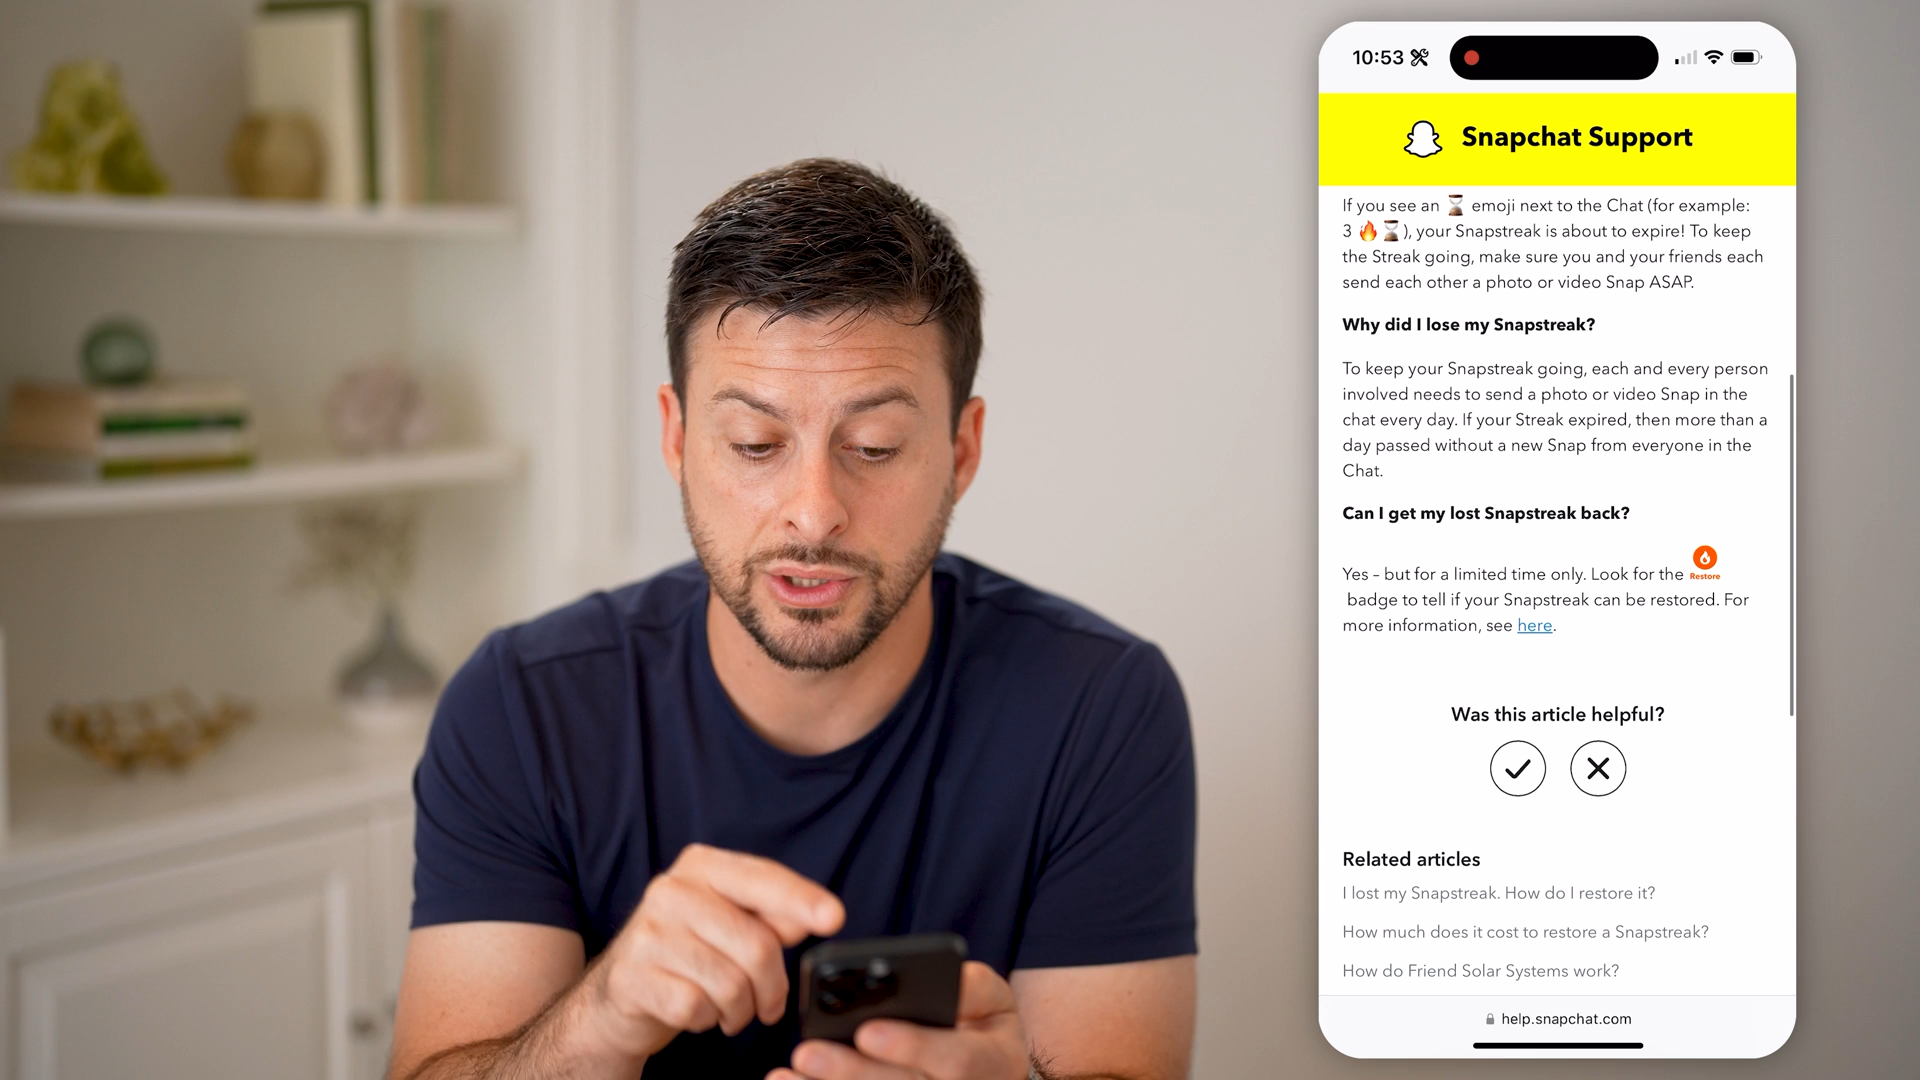 10:53
Snapchat Support
If you see an ⌛ emoji next to the Chat (for example:
3 🔥⌛), your Snapstreak is about to expire! To keep
the Streak going, make sure you and your friends each
send each other a photo or video Snap ASAP.
Why did I lose my Snapstreak?
To keep your Snapstreak going, each and every person
involved needs to send a photo or video Snap in the
chat every day. If your Streak expired, then more than a
day passed without a new Snap from everyone in the
Chat.
Can I get my lost Snapstreak back?
Yes – but for a limited time only. Look for the Restore
badge to tell if your Snapstreak can be restored. For
more information, see here.
Was this article helpful?
Related articles
I lost my Snapstreak. How do I restore it?
How much does it cost to restore a Snapstreak?
How do Friend Solar Systems work?
help.snapchat.com